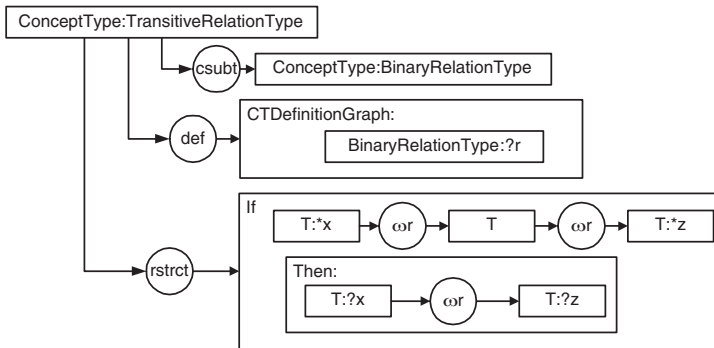 ConceptType:TransitiveRelationType
csubt
ConceptType:BinaryRelationType
def
CTDefinitionGraph:
BinaryRelationType:?r
rstrct
If
T:*x
ωr
T
ωr
T:*z
Then:
T:?x
ωr
T:?z